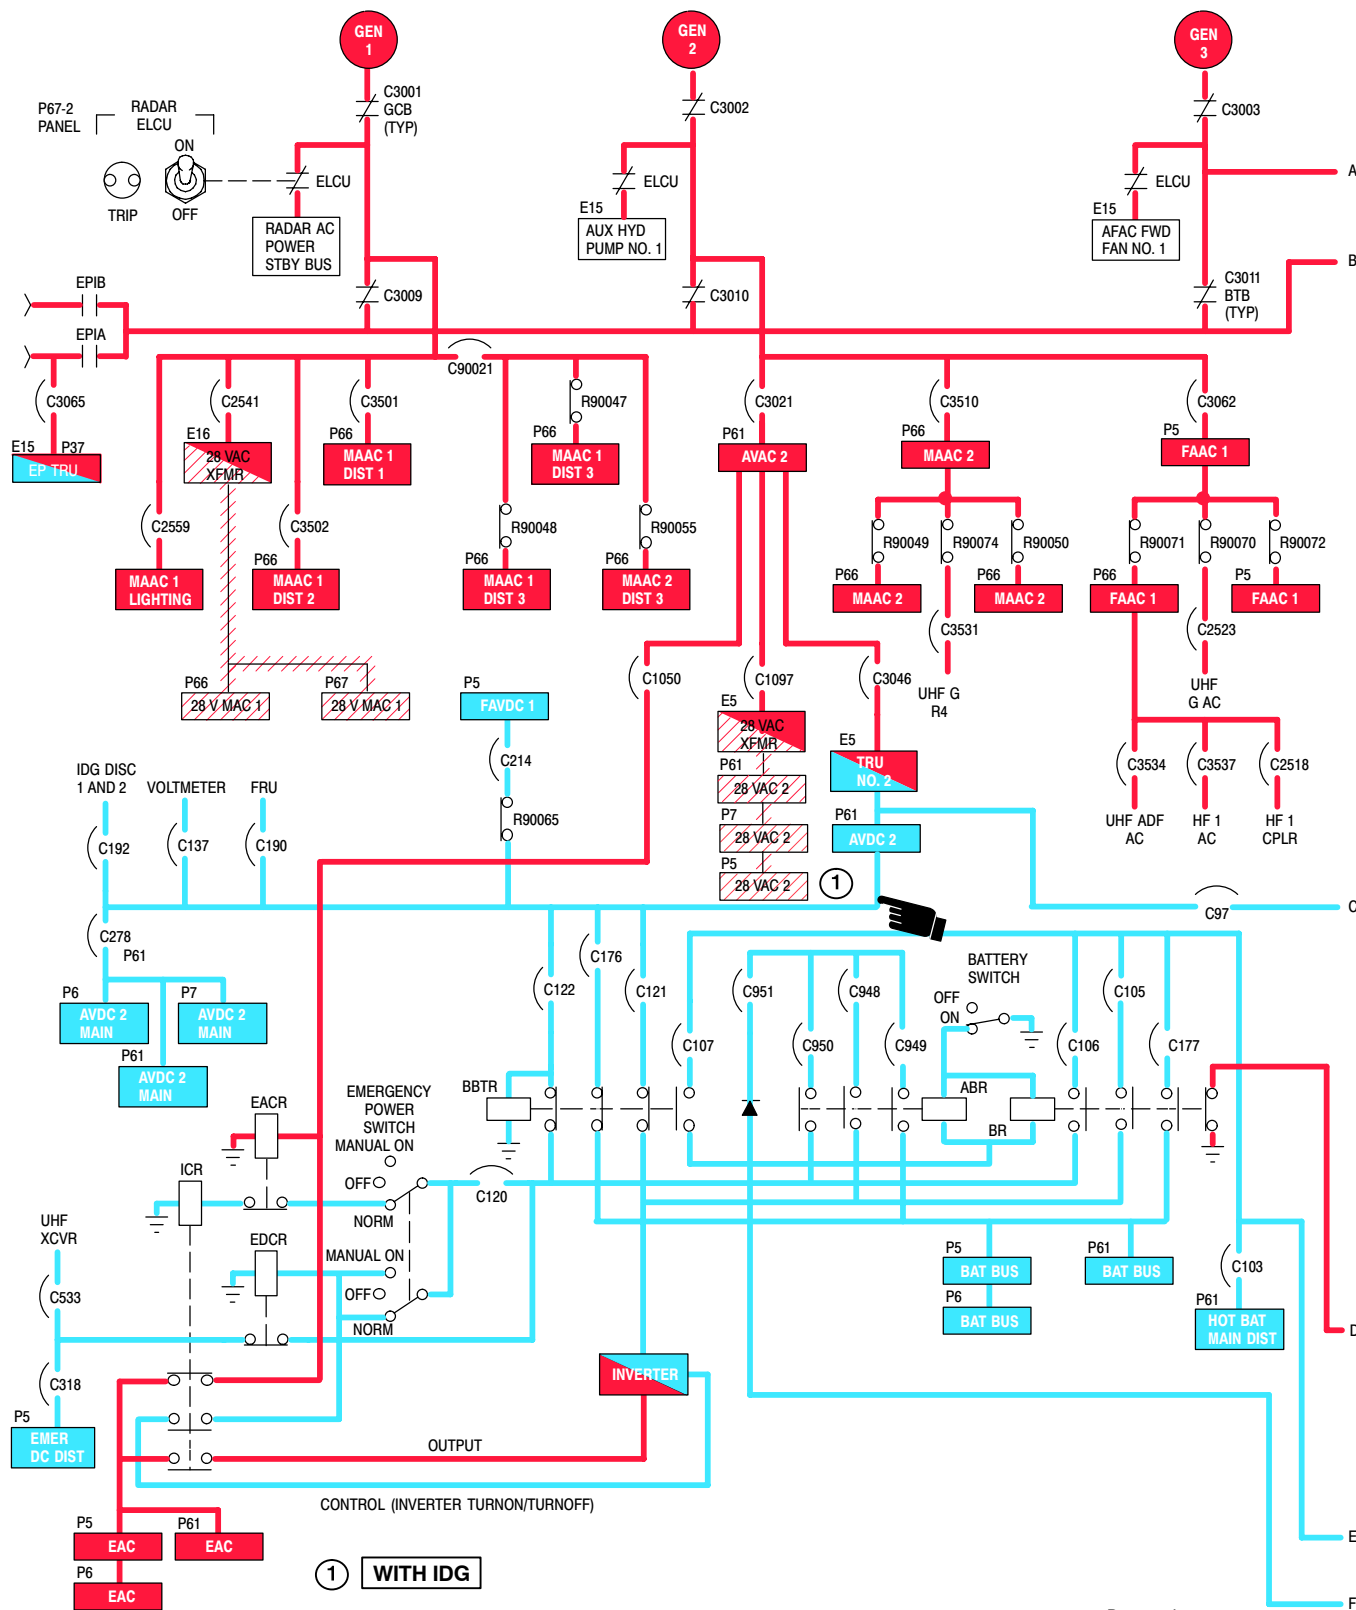 GEN
1
GEN
2
GEN
3
P67-2
PANEL
RADAR
ELCU
ON
OFF
TRIP
C3001
GCB
(TYP)
C3002
C3003
ELCU
ELCU
ELCU
A
RADAR AC
POWER
STBY BUS
E15
AUX HYD
PUMP NO. 1
E15
AFAC FWD
FAN NO. 1
B
EPIB
EPIA
C3009
C3010
C3011
BTB
(TYP)
C90021
C3065
C2541
C3501
R90047
C3021
C3510
C3062
E15
P37
EP TRU
E16
28 VAC
XFMR
P66
MAAC 1
DIST 1
P66
MAAC 1
DIST 3
P61
AVAC 2
P66
MAAC 2
P5
FAAC 1
C2559
C3502
R90048
R90055
R90049
R90074
R90050
R90071
R90070
R90072
MAAC 1
LIGHTING
P66
MAAC 1
DIST 2
P66
MAAC 1
DIST 3
P66
MAAC 2
DIST 3
P66
MAAC 2
P66
MAAC 2
P66
FAAC 1
P5
FAAC 1
C3531
C2523
UHF G
R4
UHF
G AC
P66
28 V MAC 1
P67
28 V MAC 1
P5
FAVDC 1
C1050
C1097
C3046
E5
28 VAC
XFMR
E5
TRU
NO. 2
C214
C3534
C3537
C2518
UHF ADF
AC
HF 1
AC
HF 1
CPLR
IDG DISC
1 AND 2
VOLTMETER
FRU
P61
28 VAC 2
P61
AVDC 2
R90065
P7
28 VAC 2
C192
C137
C190
P5
28 VAC 2
1
C97
C
C278
P61
C176
BATTERY
SWITCH
OFF
ON
C122
C121
C951
C948
C105
P6
AVDC 2
MAIN
P7
AVDC 2
MAIN
C107
C950
C949
C106
C177
P61
AVDC 2
MAIN
BBTR
ABR
BR
EACR
EMERGENCY
POWER
SWITCH
MANUAL ON
OFF
NORM
ICR
C120
UHF
XCVR
EDCR
MANUAL ON
OFF
NORM
P5
BAT BUS
P61
BAT BUS
C103
C533
P6
BAT BUS
P61
HOT BAT
MAIN DIST
D
C318
INVERTER
P5
EMER
DC DIST
OUTPUT
CONTROL (INVERTER TURNON/TURNOFF)
P5
EAC
P61
EAC
E
P6
EAC
1
WITH IDG
F